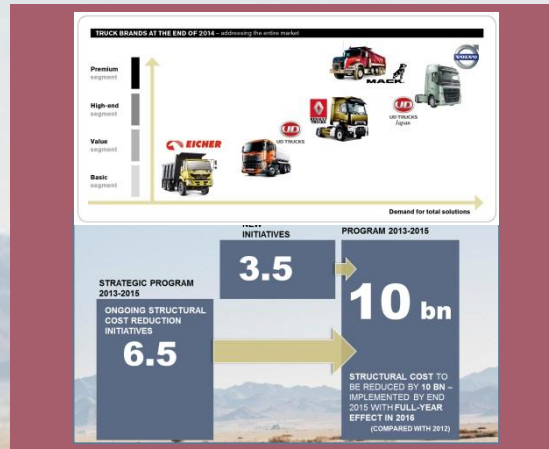 TRUCK BRANDS AT THE END OF 2014 – addressing the entire market
Premium
segment
High-end
segment
Value
segment
Basic
segment
EICHER
UD
UD TRUCKS
RENAULT
TRUCKS
MACK
UD
UD TRUCKS
Japan
VOLVO
Demand for total solutions
NEW
INITIATIVES
3.5
STRATEGIC PROGRAM
2013-2015
ONGOING STRUCTURAL
COST REDUCTION
INITIATIVES
6.5
PROGRAM 2013-2015
10 bn
STRUCTURAL COST TO
BE REDUCED BY 10 BN –
IMPLEMENTED BY END
2015 WITH FULL-YEAR
EFFECT IN 2016
(COMPARED WITH 2012)